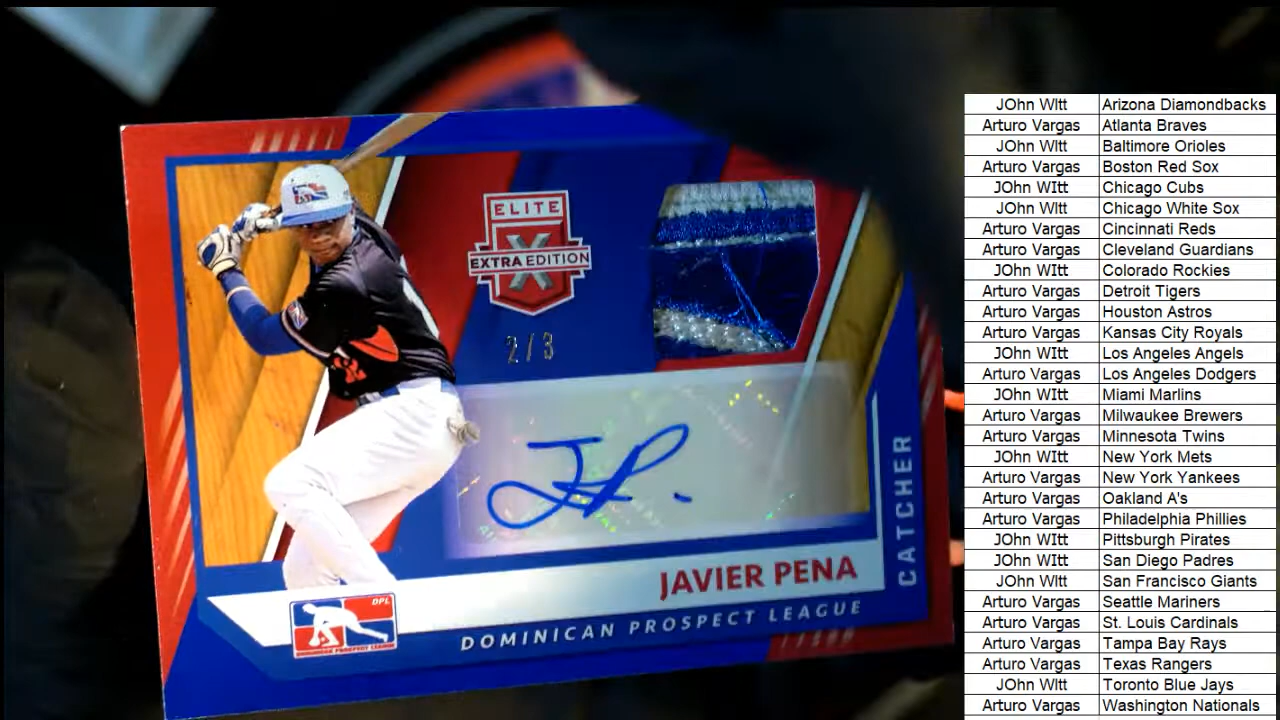 ELITE
X
EXTRA EDITION
2/3
JP.
CATCHER
JAVIER PENA
DPL
DOMINICAN PROSPECT LEAGUE
DOMINICAN PROSPECT LEAGUE
JOhn WItt Arizona Diamondbacks
Arturo Vargas Atlanta Braves
JOhn WItt Baltimore Orioles
Arturo Vargas Boston Red Sox
JOhn WItt Chicago Cubs
JOhn WItt Chicago White Sox
Arturo Vargas Cincinnati Reds
Arturo Vargas Cleveland Guardians
JOhn WItt Colorado Rockies
Arturo Vargas Detroit Tigers
Arturo Vargas Houston Astros
Arturo Vargas Kansas City Royals
JOhn WItt Los Angeles Angels
Arturo Vargas Los Angeles Dodgers
JOhn WItt Miami Marlins
Arturo Vargas Milwaukee Brewers
Arturo Vargas Minnesota Twins
JOhn WItt New York Mets
Arturo Vargas New York Yankees
Arturo Vargas Oakland A's
Arturo Vargas Philadelphia Phillies
JOhn WItt Pittsburgh Pirates
JOhn WItt San Diego Padres
JOhn WItt San Francisco Giants
Arturo Vargas Seattle Mariners
Arturo Vargas St. Louis Cardinals
Arturo Vargas Tampa Bay Rays
Arturo Vargas Texas Rangers
JOhn WItt Toronto Blue Jays
Arturo Vargas Washington Nationals